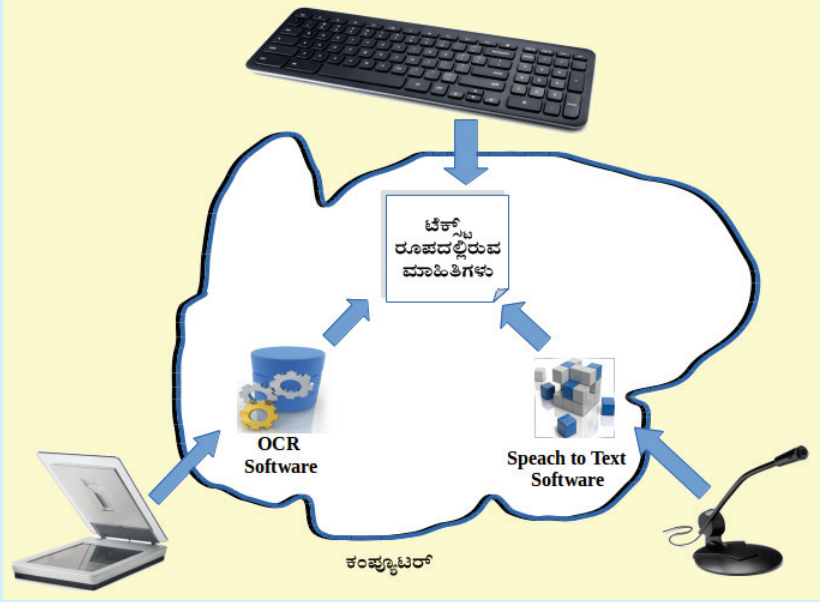 ಟೆಕ್ಸ್ಟ್
ರೂಪದಲ್ಲಿರುವ
ಮಾಹಿತಿಗಳು
OCR
Software
Speach to Text
Software
ಕಂಪ್ಯೂಟರ್